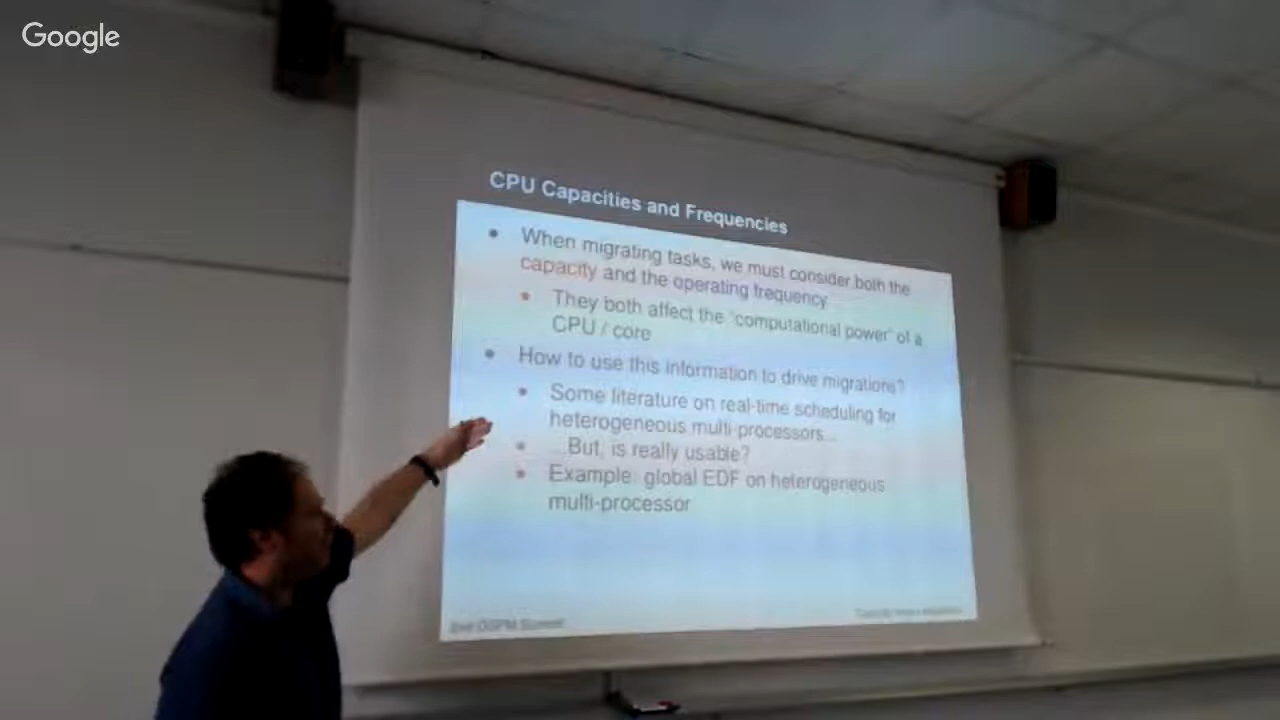 Google
CPU Capacities and Frequencies
When migrating tasks, we must consider both the
capacity and the operating frequency
They both affect the "computational power" of a
CPU / core
How to use this information to drive migrations?
Some literature on real-time scheduling for
heterogeneous multi-processors...
...But, is really usable?
Example: global EDF on heterogeneous
multi-processor
OSPM Summit